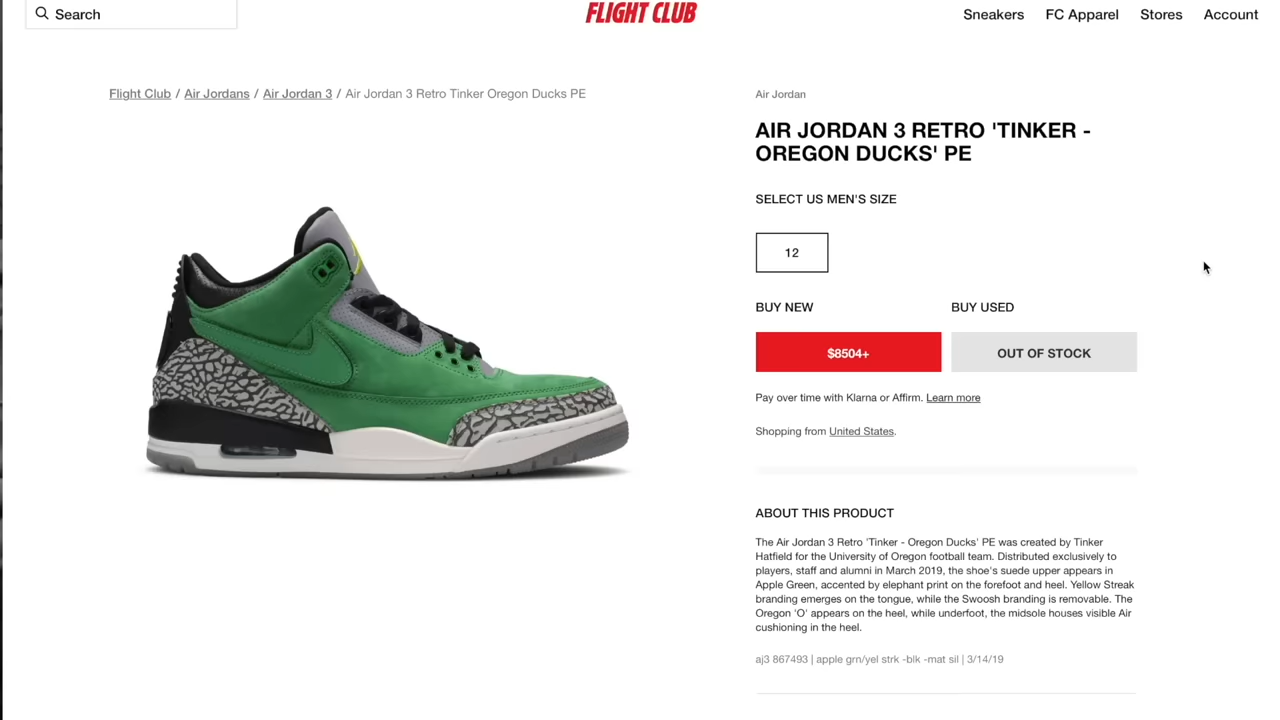 Search
FLIGHT CLUB
Sneakers FC Apparel Stores Account
Flight Club / Air Jordans / Air Jordan 3 / Air Jordan 3 Retro Tinker Oregon Ducks PE
Air Jordan
AIR JORDAN 3 RETRO 'TINKER -
OREGON DUCKS' PE
SELECT US MEN'S SIZE
12
BUY NEW BUY USED
$8504+ OUT OF STOCK
Pay over time with Klarna or Affirm. Learn more
Shopping from United States.
ABOUT THIS PRODUCT
The Air Jordan 3 Retro 'Tinker - Oregon Ducks' PE was created by Tinker
Hatfield for the University of Oregon football team. Distributed exclusively to
players, staff and alumni in March 2019, the shoe's suede upper appears in
Apple Green, accented by elephant print on the forefoot and heel. Yellow Streak
branding emerges on the tongue, while the Swoosh branding is removable. The
Oregon 'O' appears on the heel, while underfoot, the midsole houses visible Air
cushioning in the heel.
aj3 867493 | apple grn/yel strk -blk -mat sil | 3/14/19